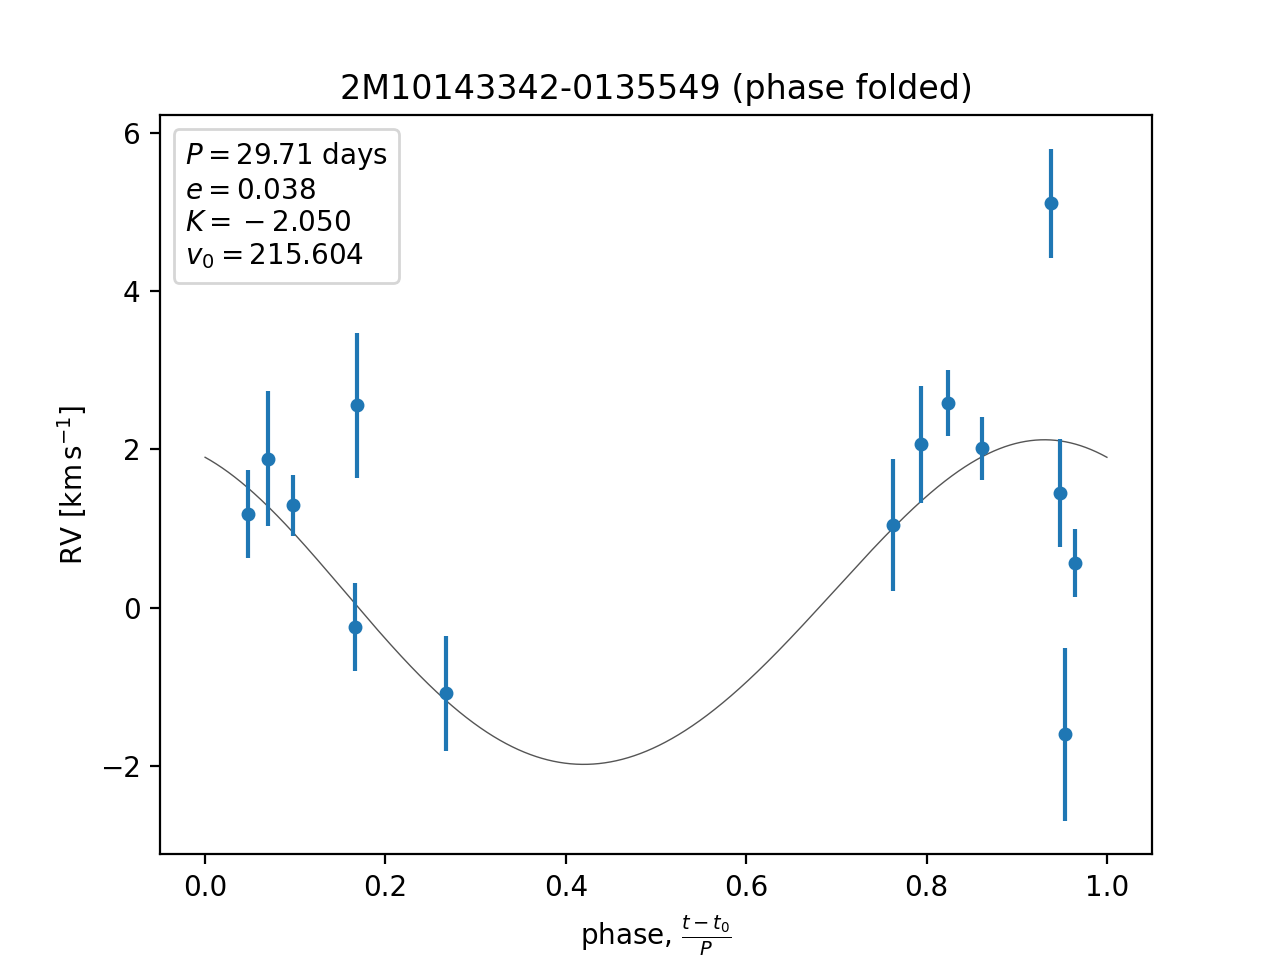 2M10143342-0135549 (phase folded)
P = 29.71 days
e = 0.038
K = −2.050
v₀ = 215.604
RV [km s⁻¹]
6
4
2
0
−2
0.0 0.2 0.4 0.6 0.8 1.0
phase, (t − t₀)/P